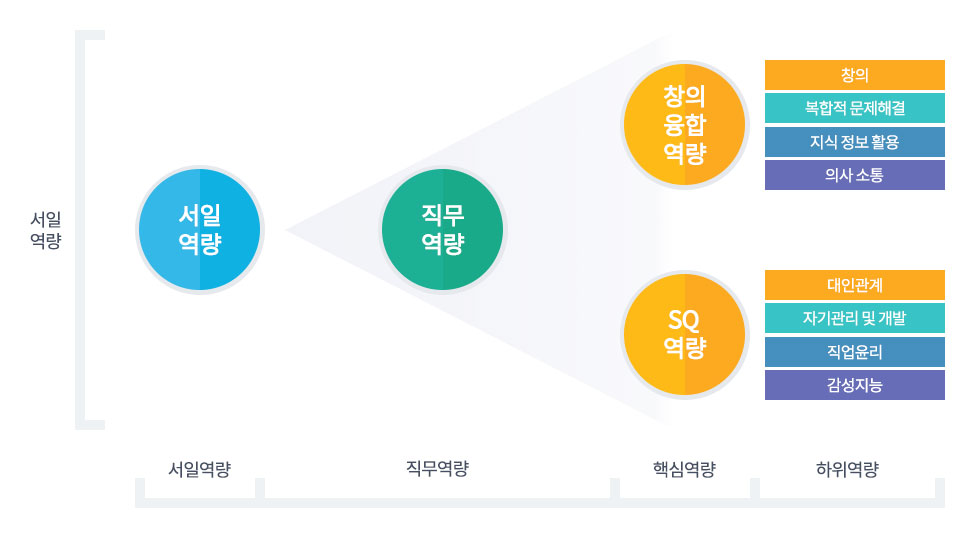 서일
역량
서일
역량
직무
역량
창의
융합
역량
창의
복합적 문제해결
지식 정보 활용
의사 소통
SQ
역량
대인관계
자기관리 및 개발
직업윤리
감성지능
서일역량
직무역량
핵심역량
하위역량